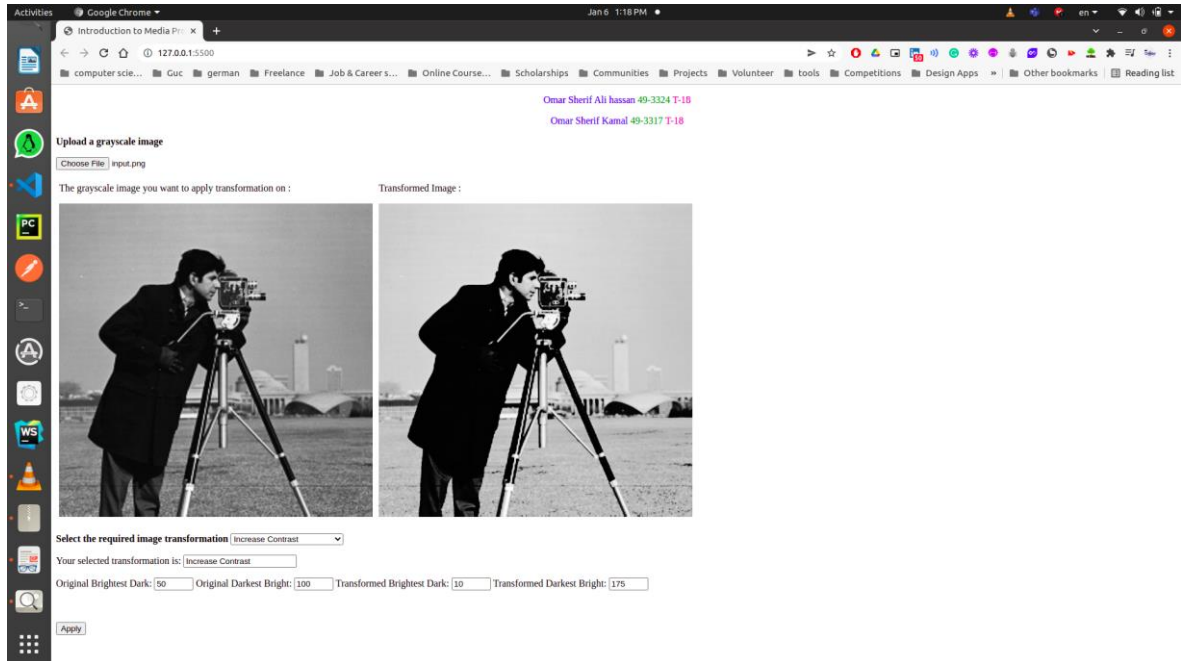 Activities Google Chrome Jan 6 1:18 PM en
Introduction to Media Pr
127.0.0.1:5500
computer scie... Guc german Freelance Job & Career s... Online Course... Scholarships Communities Projects Volunteer tools Competitions Design Apps » Other bookmarks Reading list
Omar Sherif Ali hassan 49-3324 T-18
Omar Sherif Kamal 49-3317 T-18
Upload a grayscale image
Choose File input.png
The grayscale image you want to apply transformation on : Transformed Image :
Select the required image transformation Increase Contrast
Your selected transformation is: Increase Contrast
Original Brightest Dark: 50 Original Darkest Bright: 100 Transformed Brightest Dark: 10 Transformed Darkest Bright: 175
Apply
PC
WS